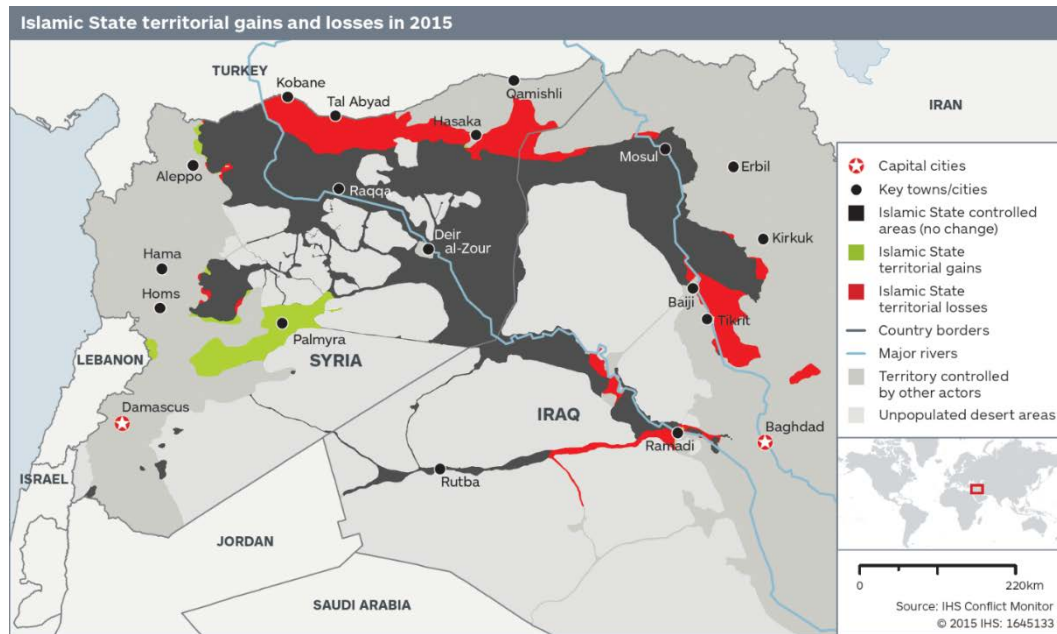 Islamic State territorial gains and losses in 2015
TURKEY
Kobane
Tal Abyad
Qamishli
Hasaka
IRAN
Mosul
Erbil
Aleppo
Raqqa
Deir
al-Zour
Kirkuk
Hama
Homs
Baiji
Tikrit
Palmyra
SYRIA
LEBANON
IRAQ
Damascus
Baghdad
Ramadi
Rutba
ISRAEL
JORDAN
SAUDI ARABIA
Capital cities
Key towns/cities
Islamic State controlled
areas (no change)
Islamic State
territorial gains
Islamic State
territorial losses
Country borders
Major rivers
Territory controlled
by other actors
Unpopulated desert areas
0 220km
Source: IHS Conflict Monitor
© 2015 IHS: 1645133